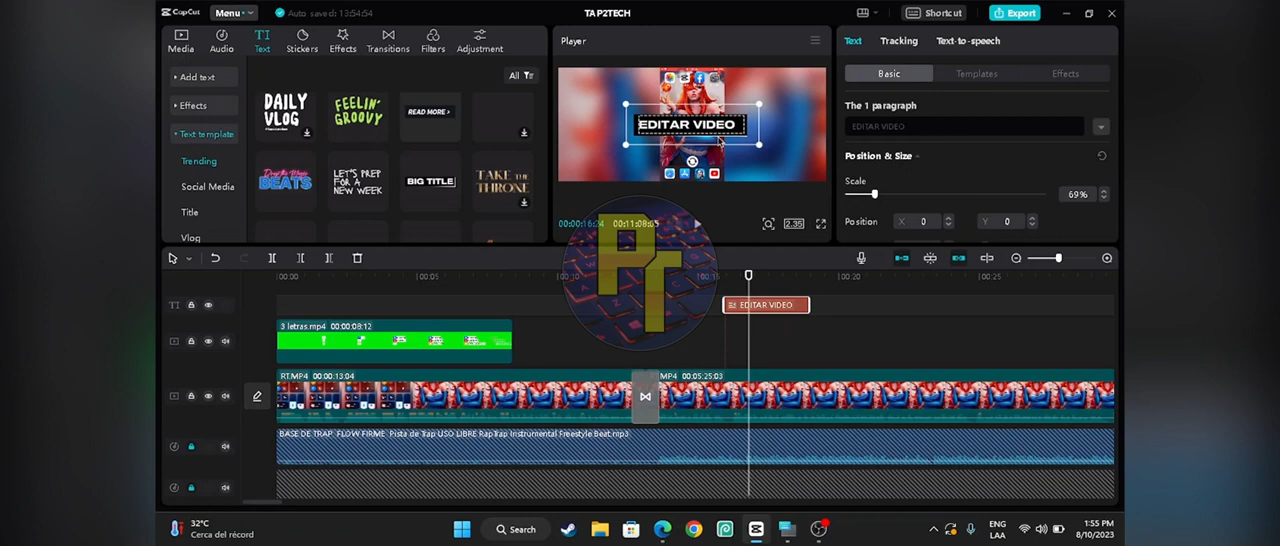 CapCut
Menu
Auto saved: 13:54:54
TA P2TECH
Shortcut
Export
Media
Audio
Text
Stickers
Effects
Transitions
Filters
Adjustment
Add text
Effects
Text template
Trending
Social Media
Title
Vlog
All
DAILY VLOG
FEELIN' GROOVY
READ MORE >
BEATS
LET'S PREP FOR A NEW WEEK
BIG TITLE
TAKE THE THRONE
Player
EDITAR VIDEO
00:00:16:24
00:11:08:05
2.35
Text
Tracking
Text-to-speech
Basic
Templates
Effects
The 1 paragraph
EDITAR VIDEO
Position & Size
Scale
69%
Position
X 0
Y 0
PT
00:00
00:05
00:10
00:15
00:20
00:25
TI
EDITAR VIDEO
3 letras.mp4 00:00:08:12
RT.MP4 00:00:13:04
MP4 00:05:25:03
BASE DE TRAP FLOW FIRME Pista de Trap USO LIBRE RapTrap Instrumental Freestyle Beat.mp3
32°C
Cerca del récord
Search
ENG
LAA
1:55 PM
8/10/2023